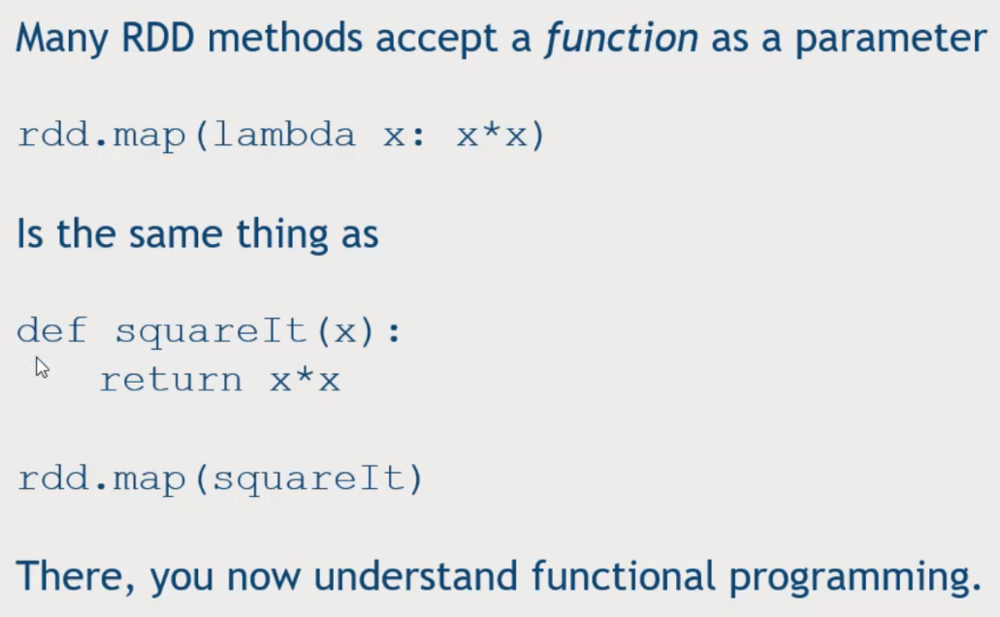 Many RDD methods accept a function as a parameter
rdd.map(lambda x: x*x)
Is the same thing as
def squareIt(x):
return x*x
rdd.map(squareIt)
There, you now understand functional programming.